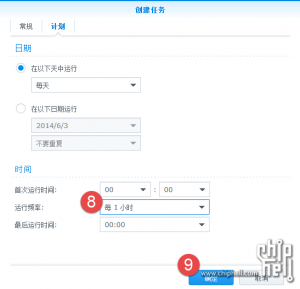 创建任务
常规 计划
日期
在以下天中运行
每天
在以下日期运行
2014/6/3
不要重复
时间
首次运行时间: 00 : 00
8
运行频率: 每 1 小时
最后运行时间: 00:00
9
确定 取消
www.chiphell.com
chip
hell